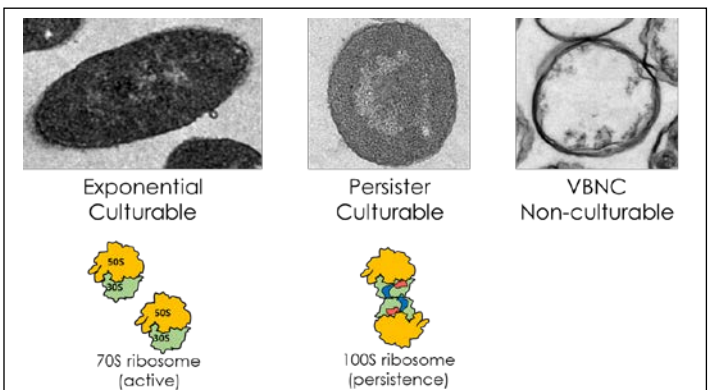 Exponential
Culturable
Persister
Culturable
VBNC
Non-culturable
50S
30S
50S
30S
70S ribosome
(active)
100S ribosome
(persistence)